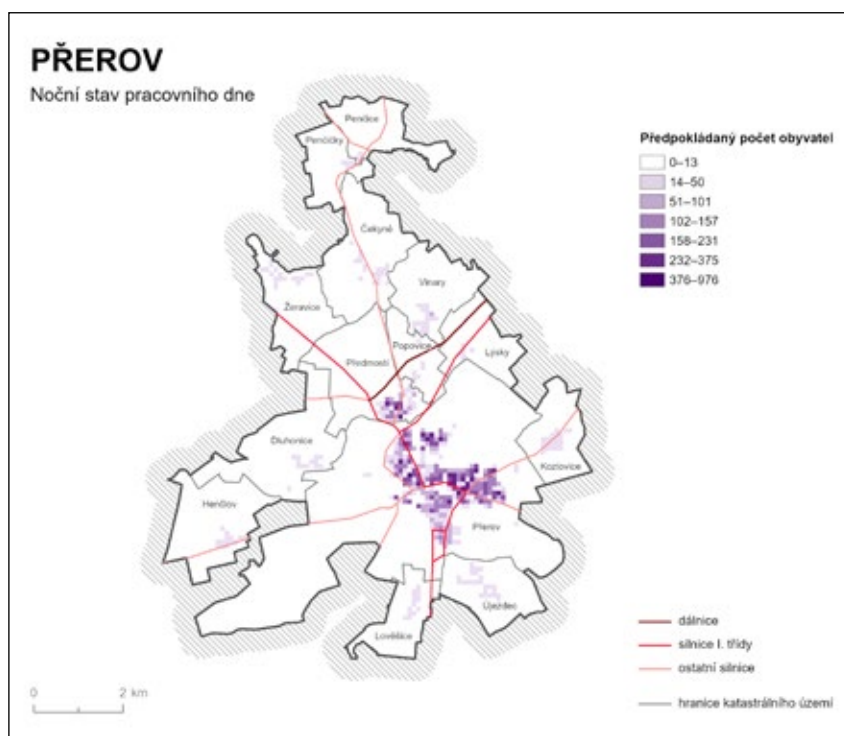 PŘEROV
Noční stav pracovního dne
Předpokládaný počet obyvatel
0–13
14–50
51–101
102–157
158–231
232–375
376–976
Penčice
Penčičky
Čekyně
Vinary
Žeravice
Popovice
Předmostí
Lýsky
Dluhonice
Kozlovice
Henčlov
Přerov
Újezdec
Lověšice
dálnice
silnice I. třídy
ostatní silnice
hranice katastrálního území
0 2 km